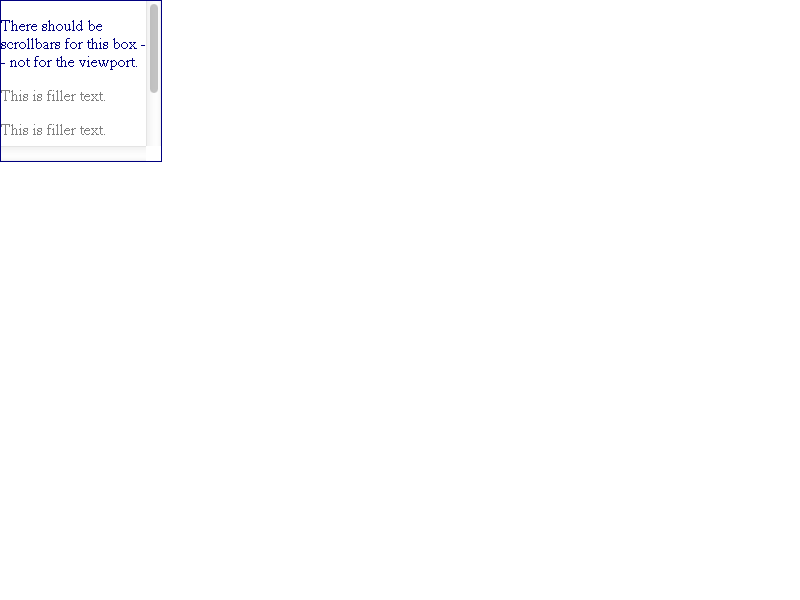 There should be
scrollbars for this box -
- not for the viewport.
This is filler text.
This is filler text.